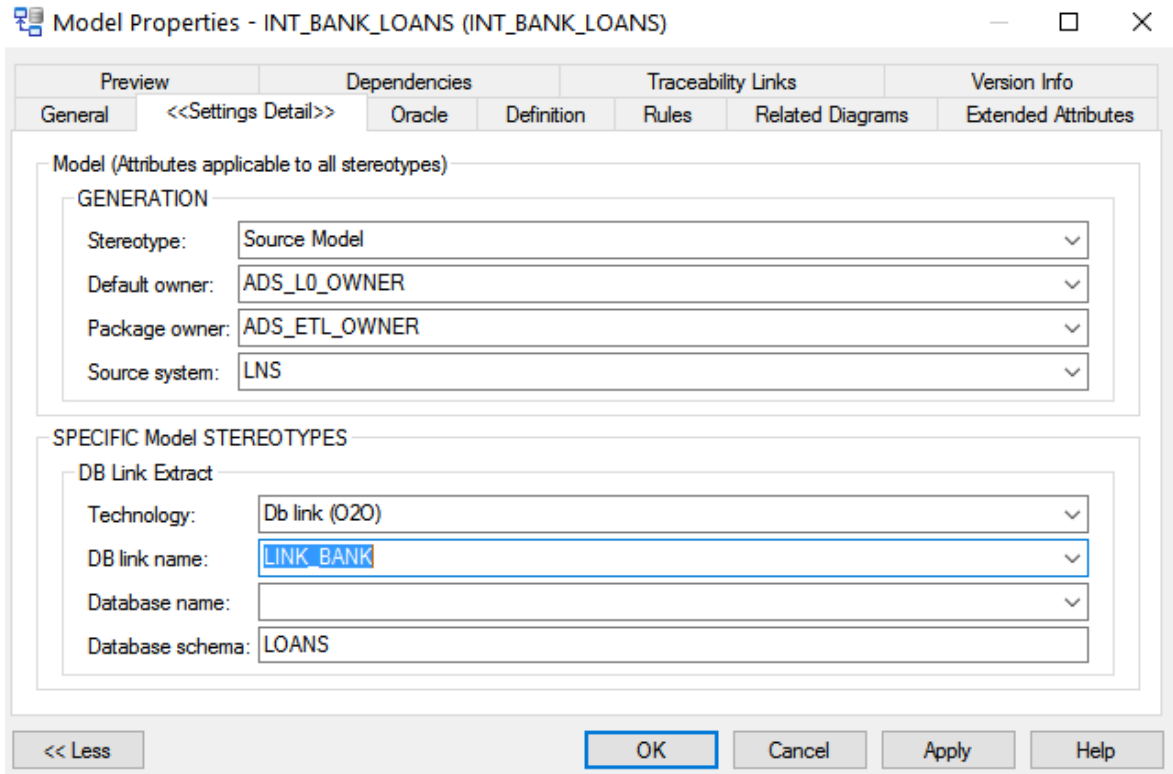 Model Properties - INT_BANK_LOANS (INT_BANK_LOANS)
Preview Dependencies Traceability Links Version Info
General <<Settings Detail>> Oracle Definition Rules Related Diagrams Extended Attributes
Model (Attributes applicable to all stereotypes)
GENERATION
Stereotype: Source Model
Default owner: ADS_L0_OWNER
Package owner: ADS_ETL_OWNER
Source system: LNS
SPECIFIC Model STEREOTYPES
DB Link Extract
Technology: Db link (O2O)
DB link name: LINK_BANK
Database name:
Database schema: LOANS
<< Less OK Cancel Apply Help